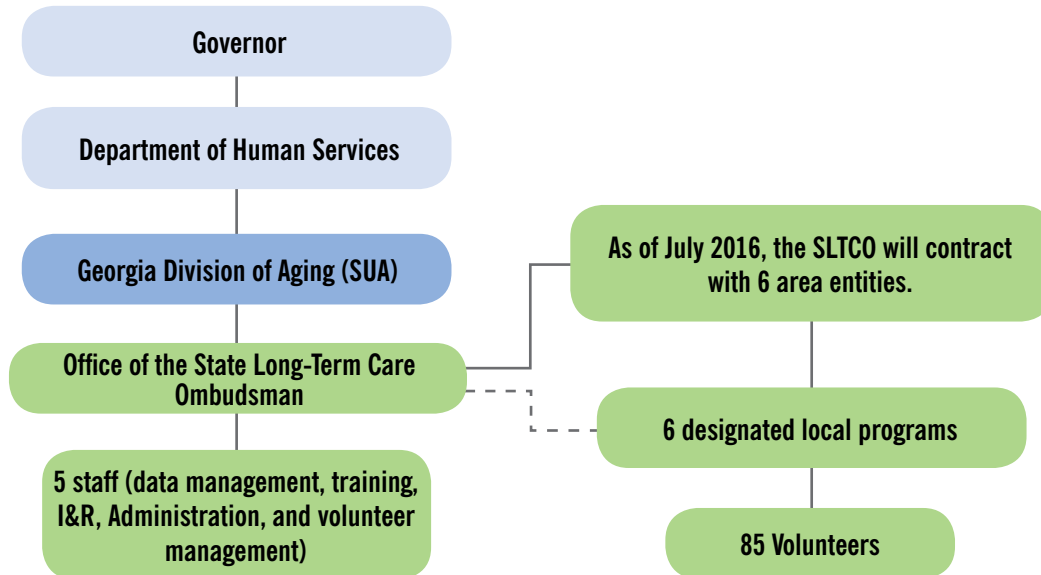 Governor
Department of Human Services
Georgia Division of Aging (SUA)
Office of the State Long-Term Care
Ombudsman
5 staff (data management, training,
I&R, Administration, and volunteer
management)
As of July 2016, the SLTCO will contract
with 6 area entities.
6 designated local programs
85 Volunteers